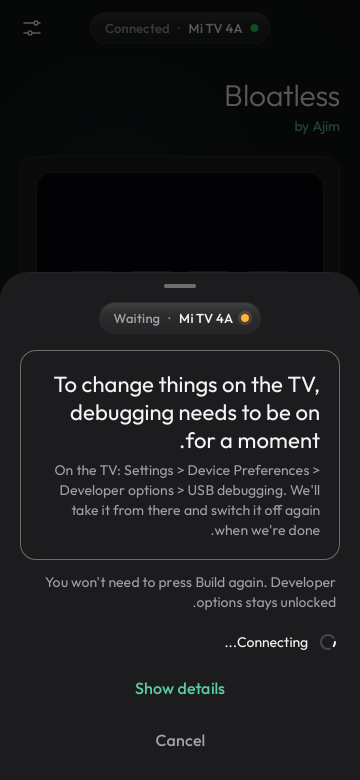 Connected · Mi TV 4A
Bloatless
by Ajim
Waiting · Mi TV 4A
To change things on the TV,
debugging needs to be on
.for a moment
On the TV: Settings > Device Preferences >
Developer options > USB debugging. We'll
take it from there and switch it off again
.when we're done
You won't need to press Build again. Developer
.options stays unlocked
...Connecting
Show details
Cancel